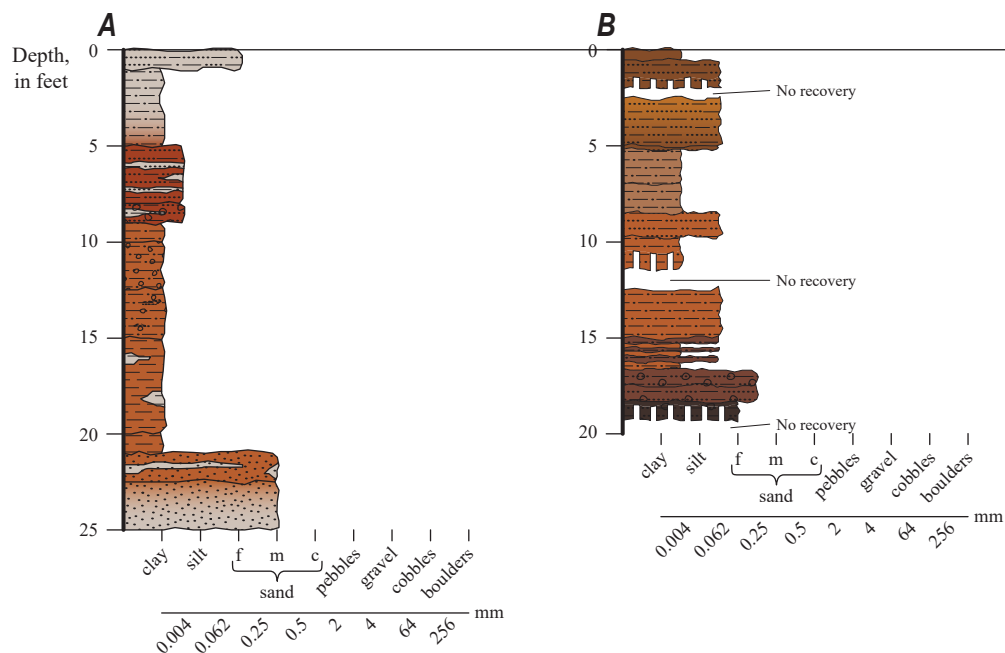 A
B
Depth,
in feet
0
5
10
15
20
25
clay
silt
f
m
c
sand
pebbles
gravel
cobbles
boulders
0.004
0.062
0.25
0.5
2
4
64
256
mm
0
5
10
15
20
No recovery
No recovery
No recovery
clay
silt
f
m
c
sand
pebbles
gravel
cobbles
boulders
0.004
0.062
0.25
0.5
2
4
64
256
mm